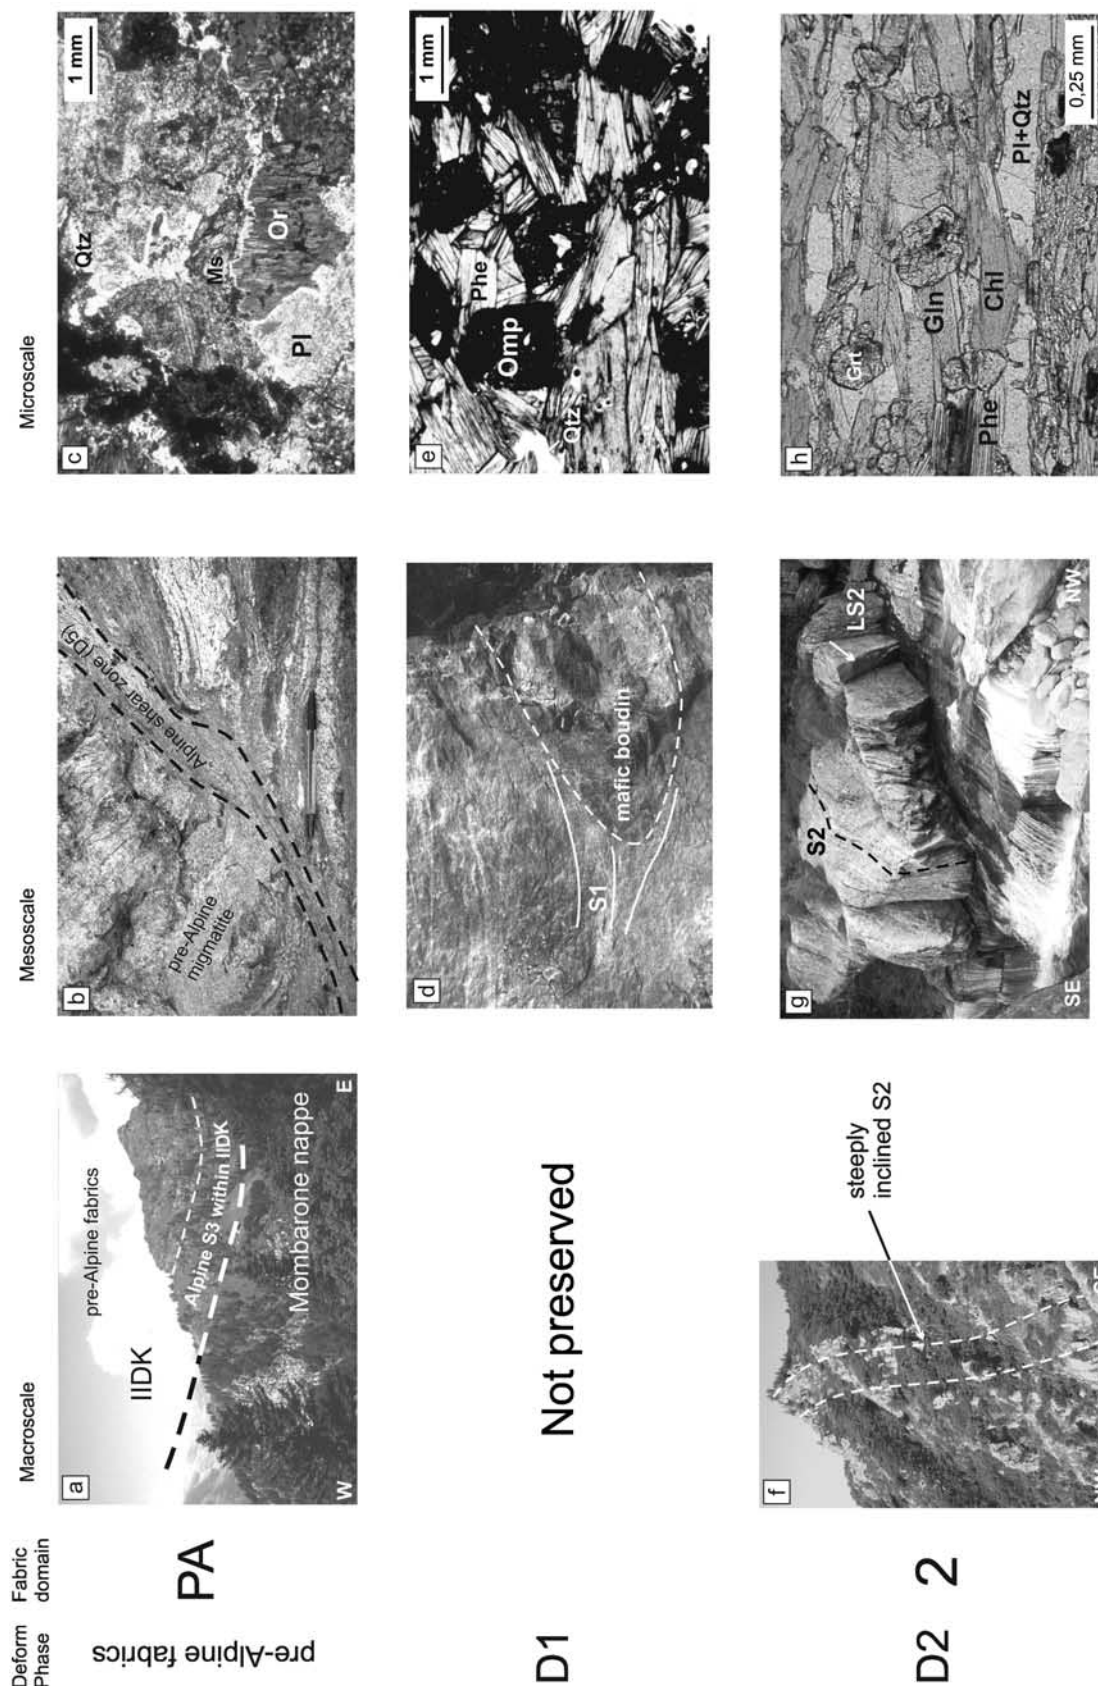 Deform
Phase
Fabric
domain
Macroscale
Mesoscale
Microscale
pre-Alpine fabrics
PA
a
pre-Alpine fabrics
IIDK
Alpine S3 within IIDK
Mombarone nappe
W
E
b
Alpine shear zone (D5)
pre-Alpine
migmatite
c
1 mm
Qtz
Ms
Or
Pl
D1
Not preserved
d
S1
mafic boudin
e
1 mm
Phe
Omp
Qtz
D2
2
f
steeply
inclined S2
NW
SE
g
S2
LS2
SE
NW
h
Grt
Gln
Phe
Chl
Pl+Qtz
0,25 mm